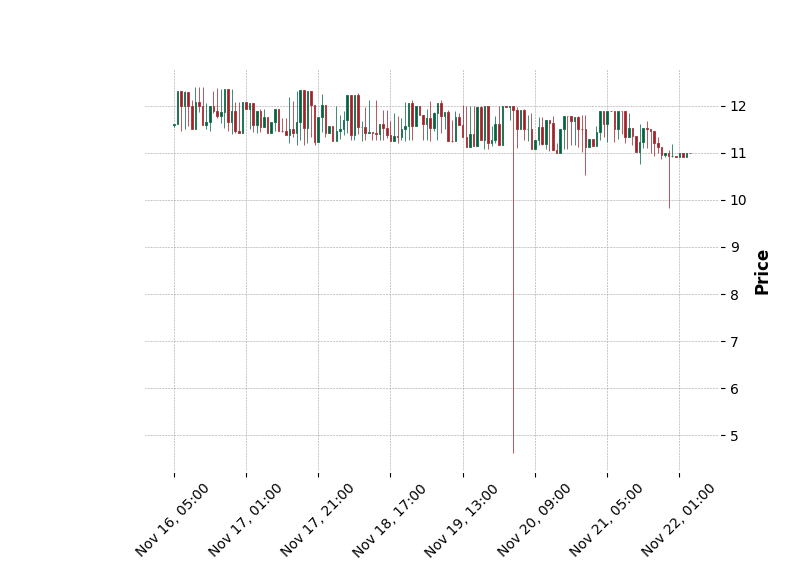 12
11
10
9
8
7
6
5
Price
Nov 16, 05:00
Nov 17, 01:00
Nov 17, 21:00
Nov 18, 17:00
Nov 19, 13:00
Nov 20, 09:00
Nov 21, 05:00
Nov 22, 01:00